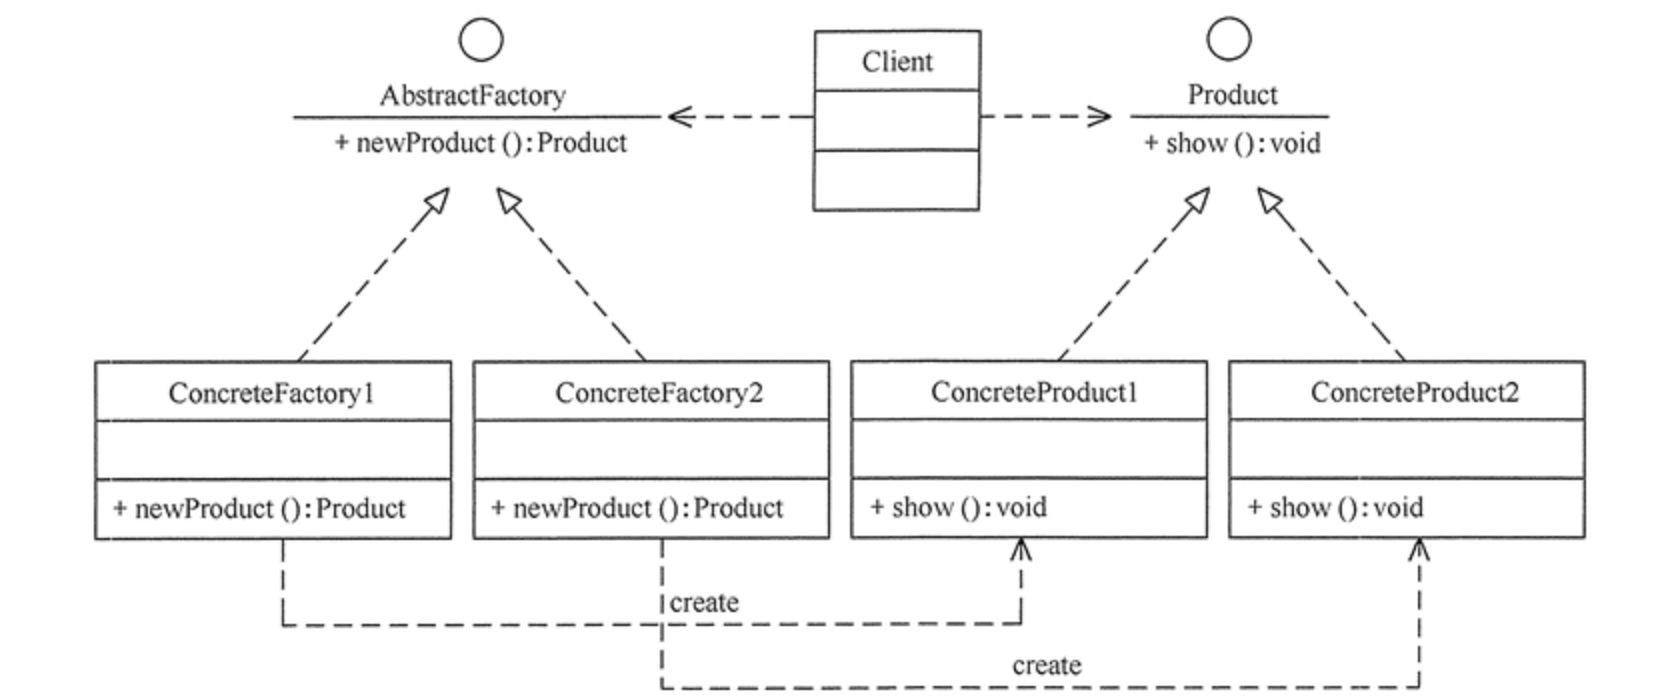 AbstractFactory
+ newProduct (): Product
Client
Product
+ show (): void
ConcreteFactory1
+ newProduct (): Product
ConcreteFactory2
+ newProduct (): Product
ConcreteProduct1
+ show (): void
ConcreteProduct2
+ show (): void
create
create